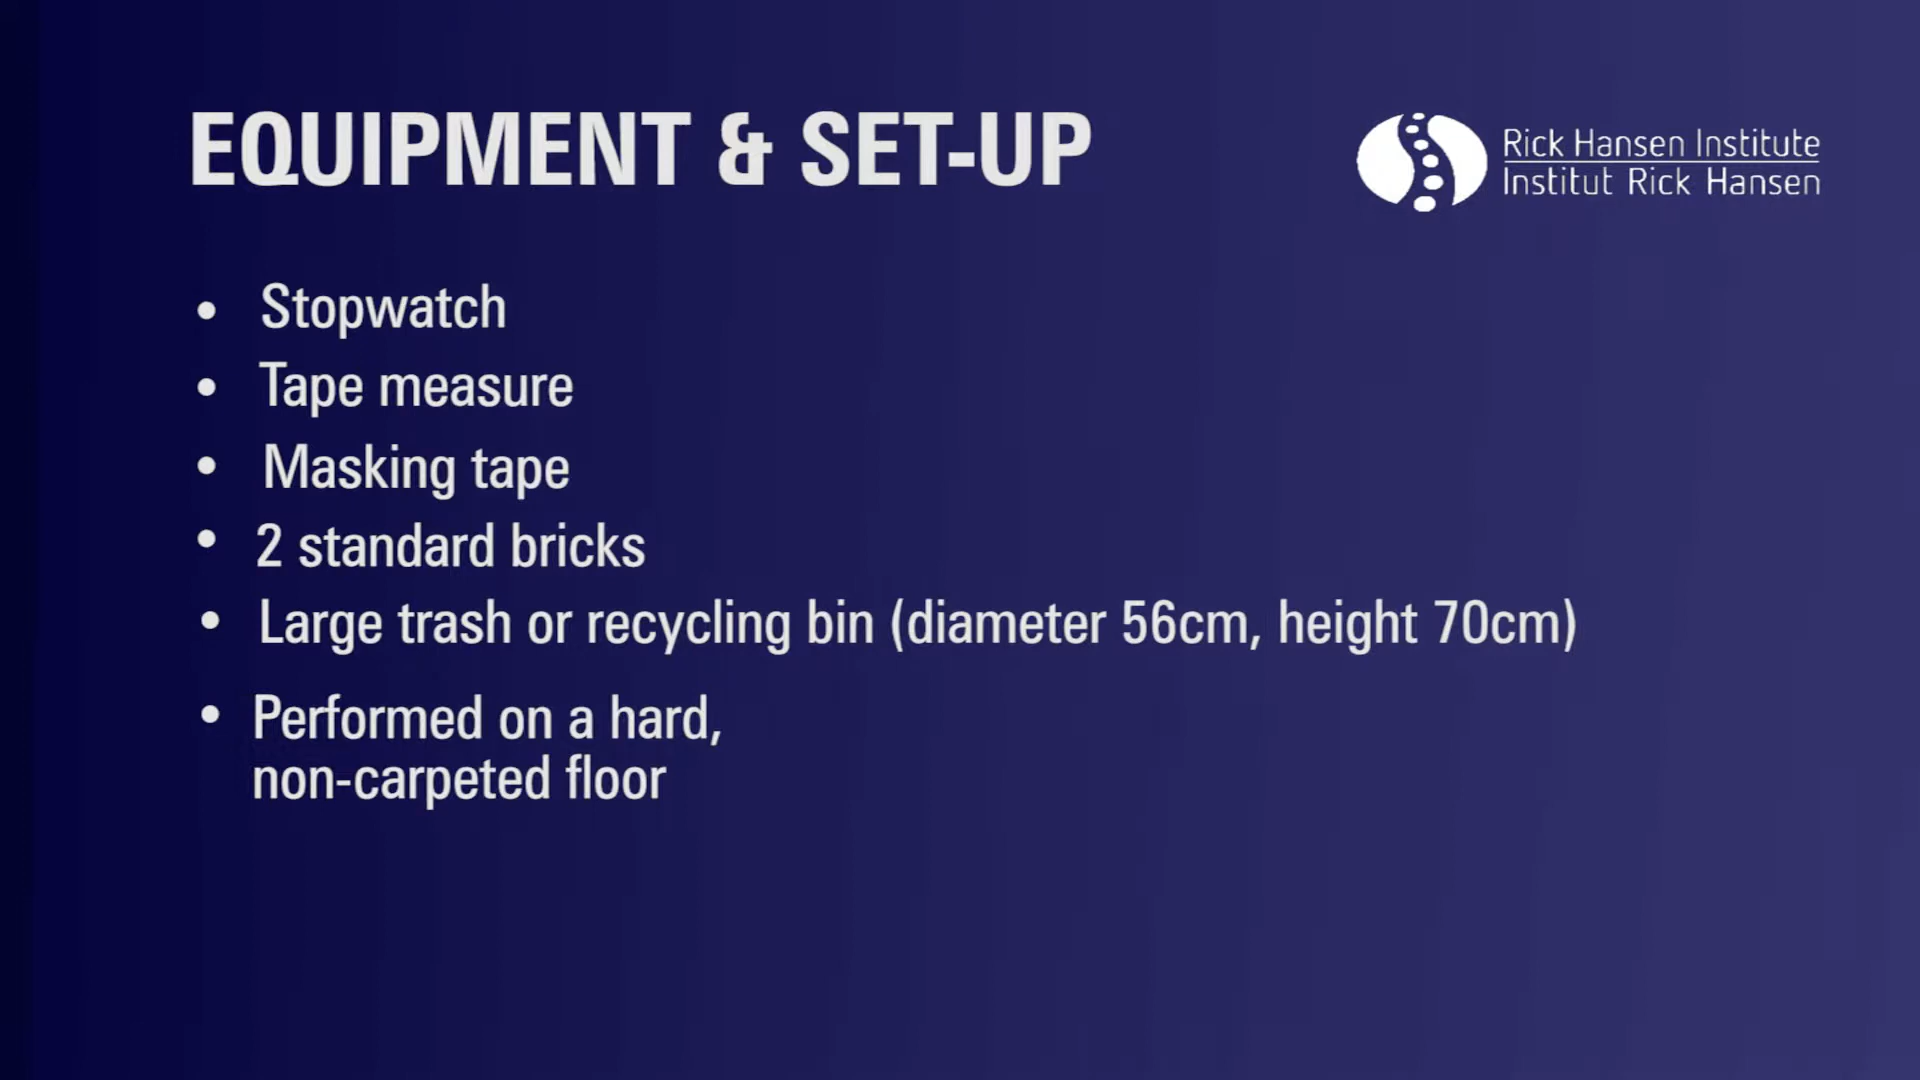 EQUIPMENT & SET-UP
Rick Hansen Institute
Institut Rick Hansen
• Stopwatch
• Tape measure
• Masking tape
• 2 standard bricks
• Large trash or recycling bin (diameter 56cm, height 70cm)
• Performed on a hard,
non-carpeted floor